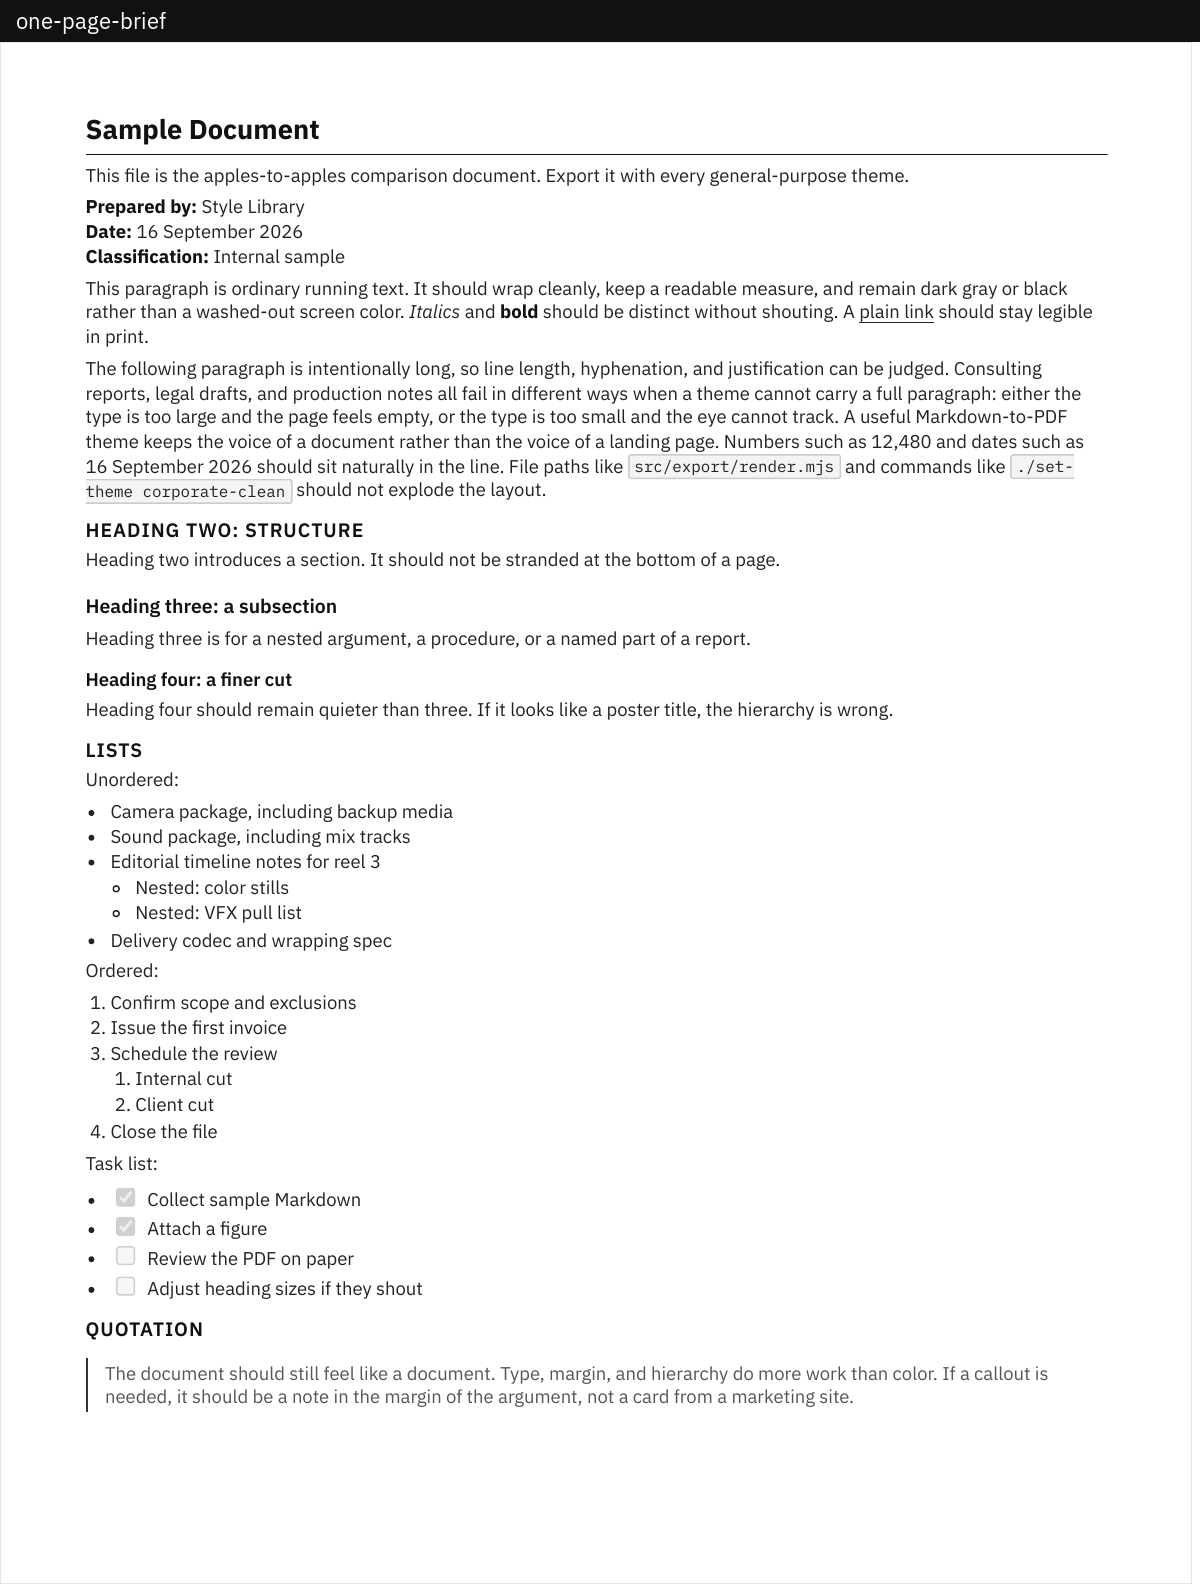 one-page-brief
Sample Document
This file is the apples-to-apples comparison document. Export it with every general-purpose theme.
Prepared by: Style Library
Date: 16 September 2026
Classification: Internal sample
This paragraph is ordinary running text. It should wrap cleanly, keep a readable measure, and remain dark gray or black
rather than a washed-out screen color. Italics and bold should be distinct without shouting. A plain link should stay legible
in print.
The following paragraph is intentionally long, so line length, hyphenation, and justification can be judged. Consulting
reports, legal drafts, and production notes all fail in different ways when a theme cannot carry a full paragraph: either the
type is too large and the page feels empty, or the type is too small and the eye cannot track. A useful Markdown-to-PDF
theme keeps the voice of a document rather than the voice of a landing page. Numbers such as 12,480 and dates such as
16 September 2026 should sit naturally in the line. File paths like src/export/render.mjs and commands like ./set-
theme corporate-clean should not explode the layout.
HEADING TWO: STRUCTURE
Heading two introduces a section. It should not be stranded at the bottom of a page.
Heading three: a subsection
Heading three is for a nested argument, a procedure, or a named part of a report.
Heading four: a finer cut
Heading four should remain quieter than three. If it looks like a poster title, the hierarchy is wrong.
LISTS
Unordered:
• Camera package, including backup media
• Sound package, including mix tracks
• Editorial timeline notes for reel 3
◦ Nested: color stills
◦ Nested: VFX pull list
• Delivery codec and wrapping spec
Ordered:
1. Confirm scope and exclusions
2. Issue the first invoice
3. Schedule the review
1. Internal cut
2. Client cut
4. Close the file
Task list:
• Collect sample Markdown
• Attach a figure
• Review the PDF on paper
• Adjust heading sizes if they shout
QUOTATION
The document should still feel like a document. Type, margin, and hierarchy do more work than color. If a callout is
needed, it should be a note in the margin of the argument, not a card from a marketing site.